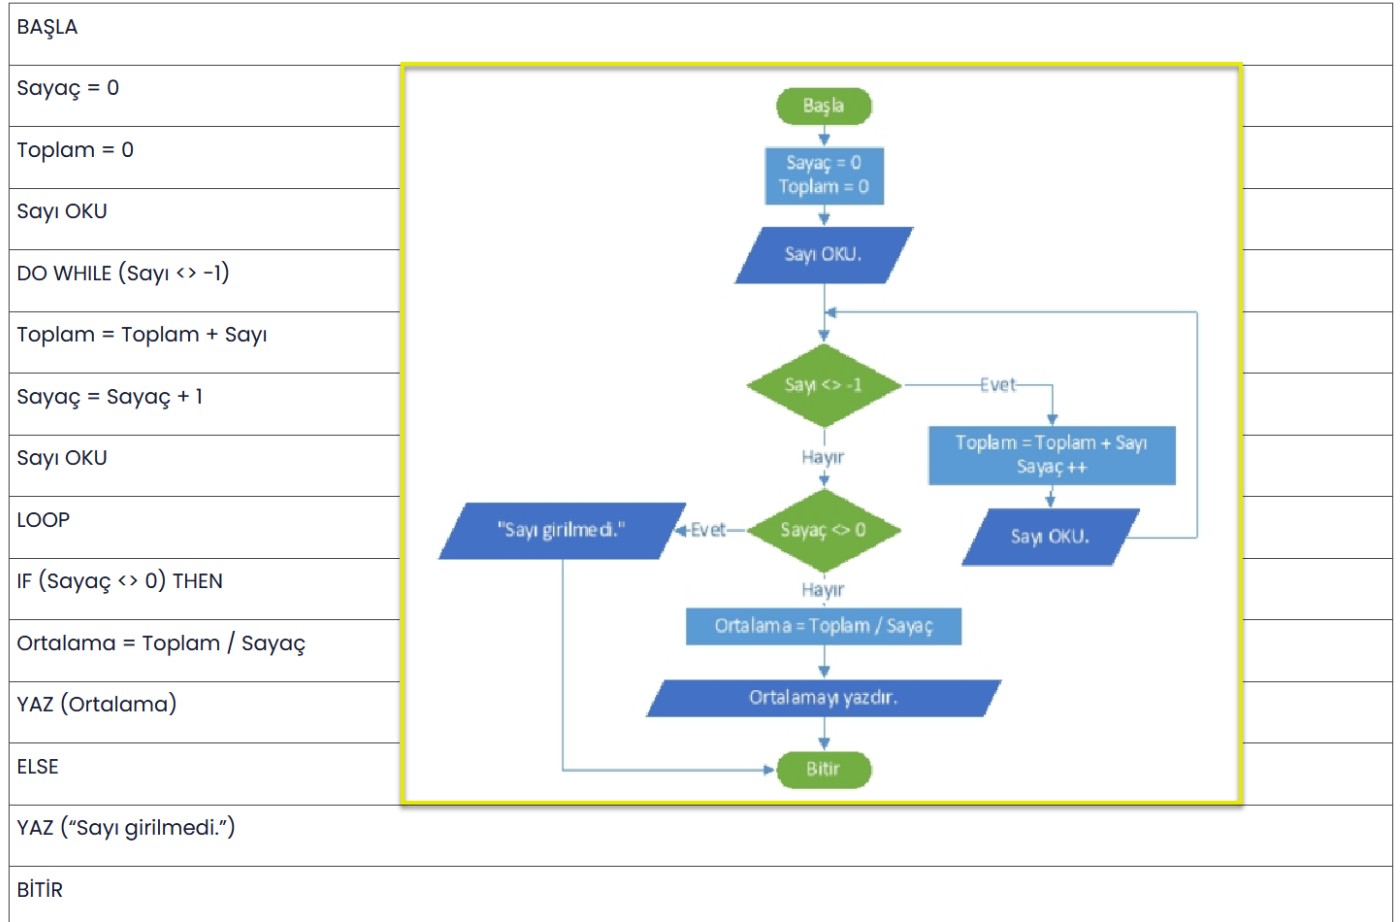 BAŞLA
Sayaç = 0
Toplam = 0
Sayı OKU
DO WHILE (Sayı <> -1)
Toplam = Toplam + Sayı
Sayaç = Sayaç + 1
Sayı OKU
LOOP
IF (Sayaç <> 0) THEN
Ortalama = Toplam / Sayaç
YAZ (Ortalama)
ELSE
YAZ (“Sayı girilmedi.”)
BİTİR
Başla
Sayaç = 0
Toplam = 0
Sayı OKU.
Sayı <> -1
Evet
Toplam = Toplam + Sayı
Sayaç ++
Sayı OKU.
Hayır
Sayaç <> 0
Evet
"Sayı girilmedi."
Hayır
Ortalama = Toplam / Sayaç
Ortalamayı yazdır.
Bitir